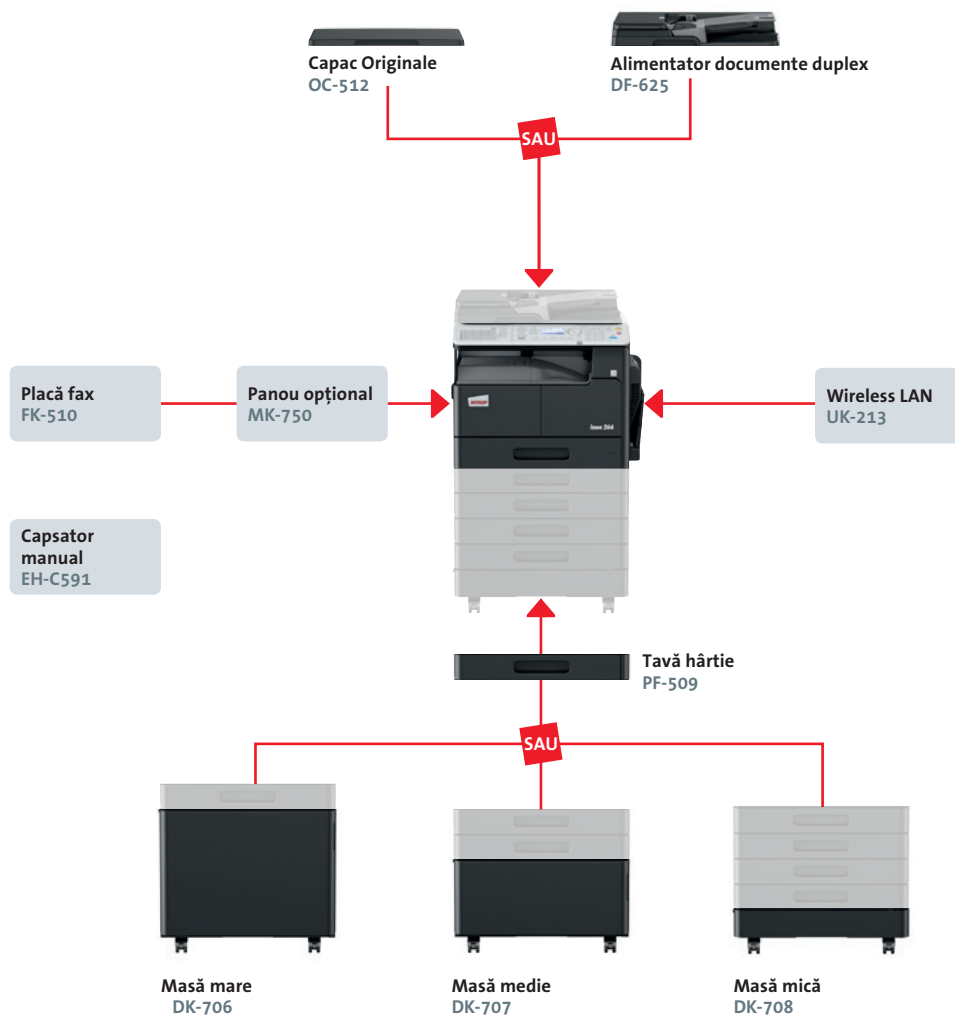 Capac Originale
OC-512
Alimentator documente duplex
DF-625
SAU
Placă fax
FK-510
Panou opțional
MK-750
Wireless LAN
UK-213
ineo 266
Capsator
manual
EH-C591
Tavă hârtie
PF-509
SAU
Masă mare
DK-706
Masă medie
DK-707
Masă mică
DK-708